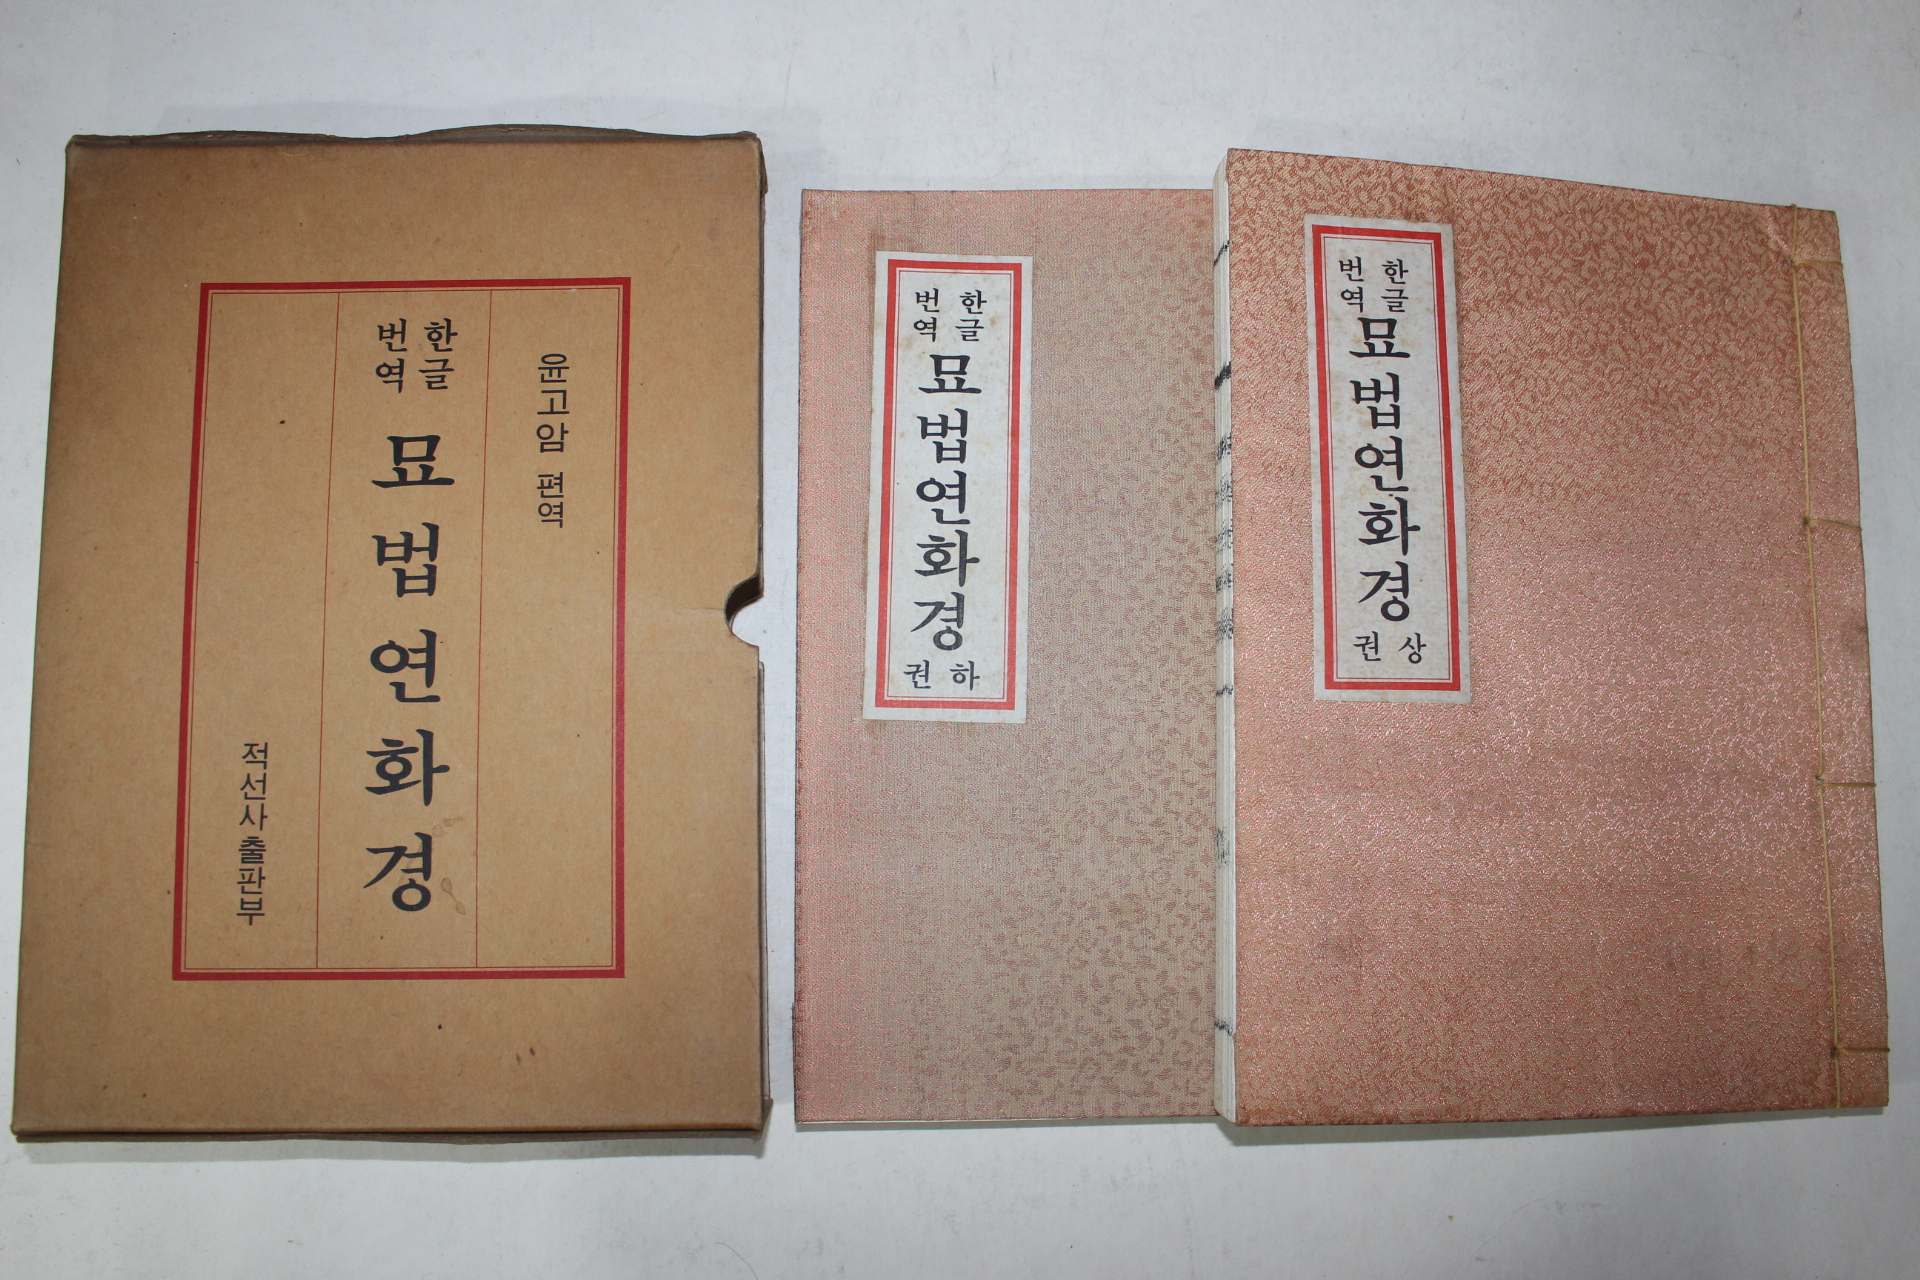 윤고암 편역
한글
번역
묘법연화경
적선사출판부
한글
번역
묘법연화경
하권
한글
번역
묘법연화경
상권